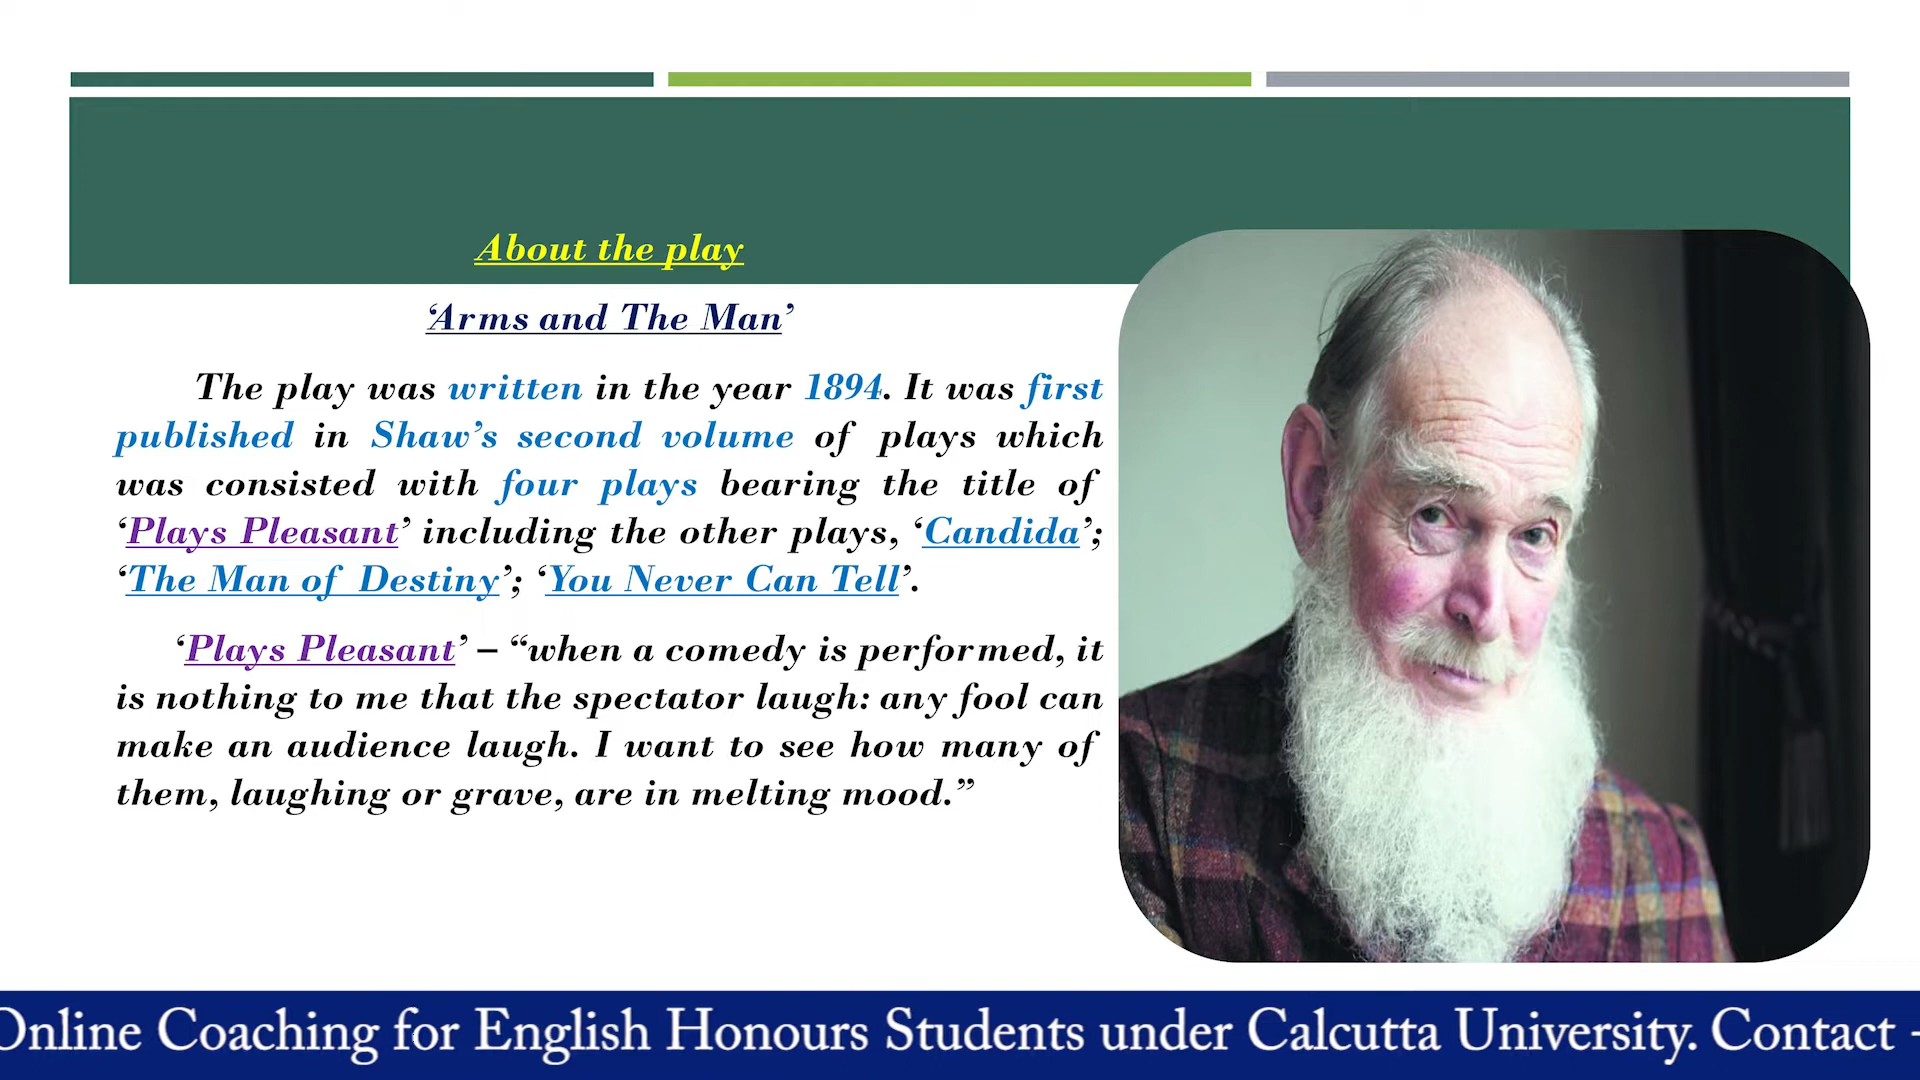 About the play
‘Arms and The Man’
The play was written in the year 1894. It was first
published in Shaw’s second volume of plays which
was consisted with four plays bearing the title of
‘Plays Pleasant’ including the other plays, ‘Candida’;
‘The Man of Destiny’; ‘You Never Can Tell’.
‘Plays Pleasant’ – “when a comedy is performed, it
is nothing to me that the spectator laugh: any fool can
make an audience laugh. I want to see how many of
them, laughing or grave, are in melting mood.”
Online Coaching for English Honours Students under Calcutta University. Contact -